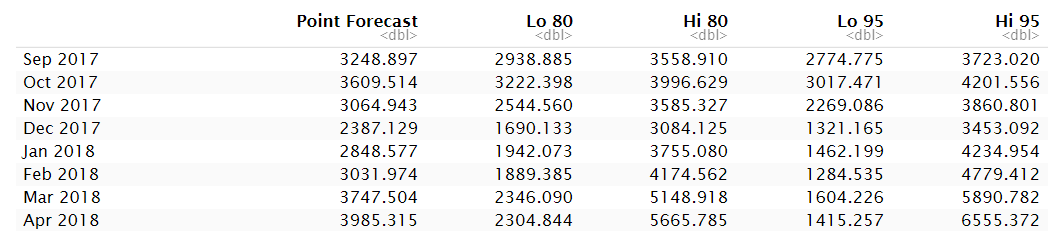 Point Forecast Lo 80 Hi 80 Lo 95 Hi 95
<dbl> <dbl> <dbl> <dbl> <dbl>
Sep 2017 3248.897 2938.885 3558.910 2774.775 3723.020
Oct 2017 3609.514 3222.398 3996.629 3017.471 4201.556
Nov 2017 3064.943 2544.560 3585.327 2269.086 3860.801
Dec 2017 2387.129 1690.133 3084.125 1321.165 3453.092
Jan 2018 2848.577 1942.073 3755.080 1462.199 4234.954
Feb 2018 3031.974 1889.385 4174.562 1284.535 4779.412
Mar 2018 3747.504 2346.090 5148.918 1604.226 5890.782
Apr 2018 3985.315 2304.844 5665.785 1415.257 6555.372